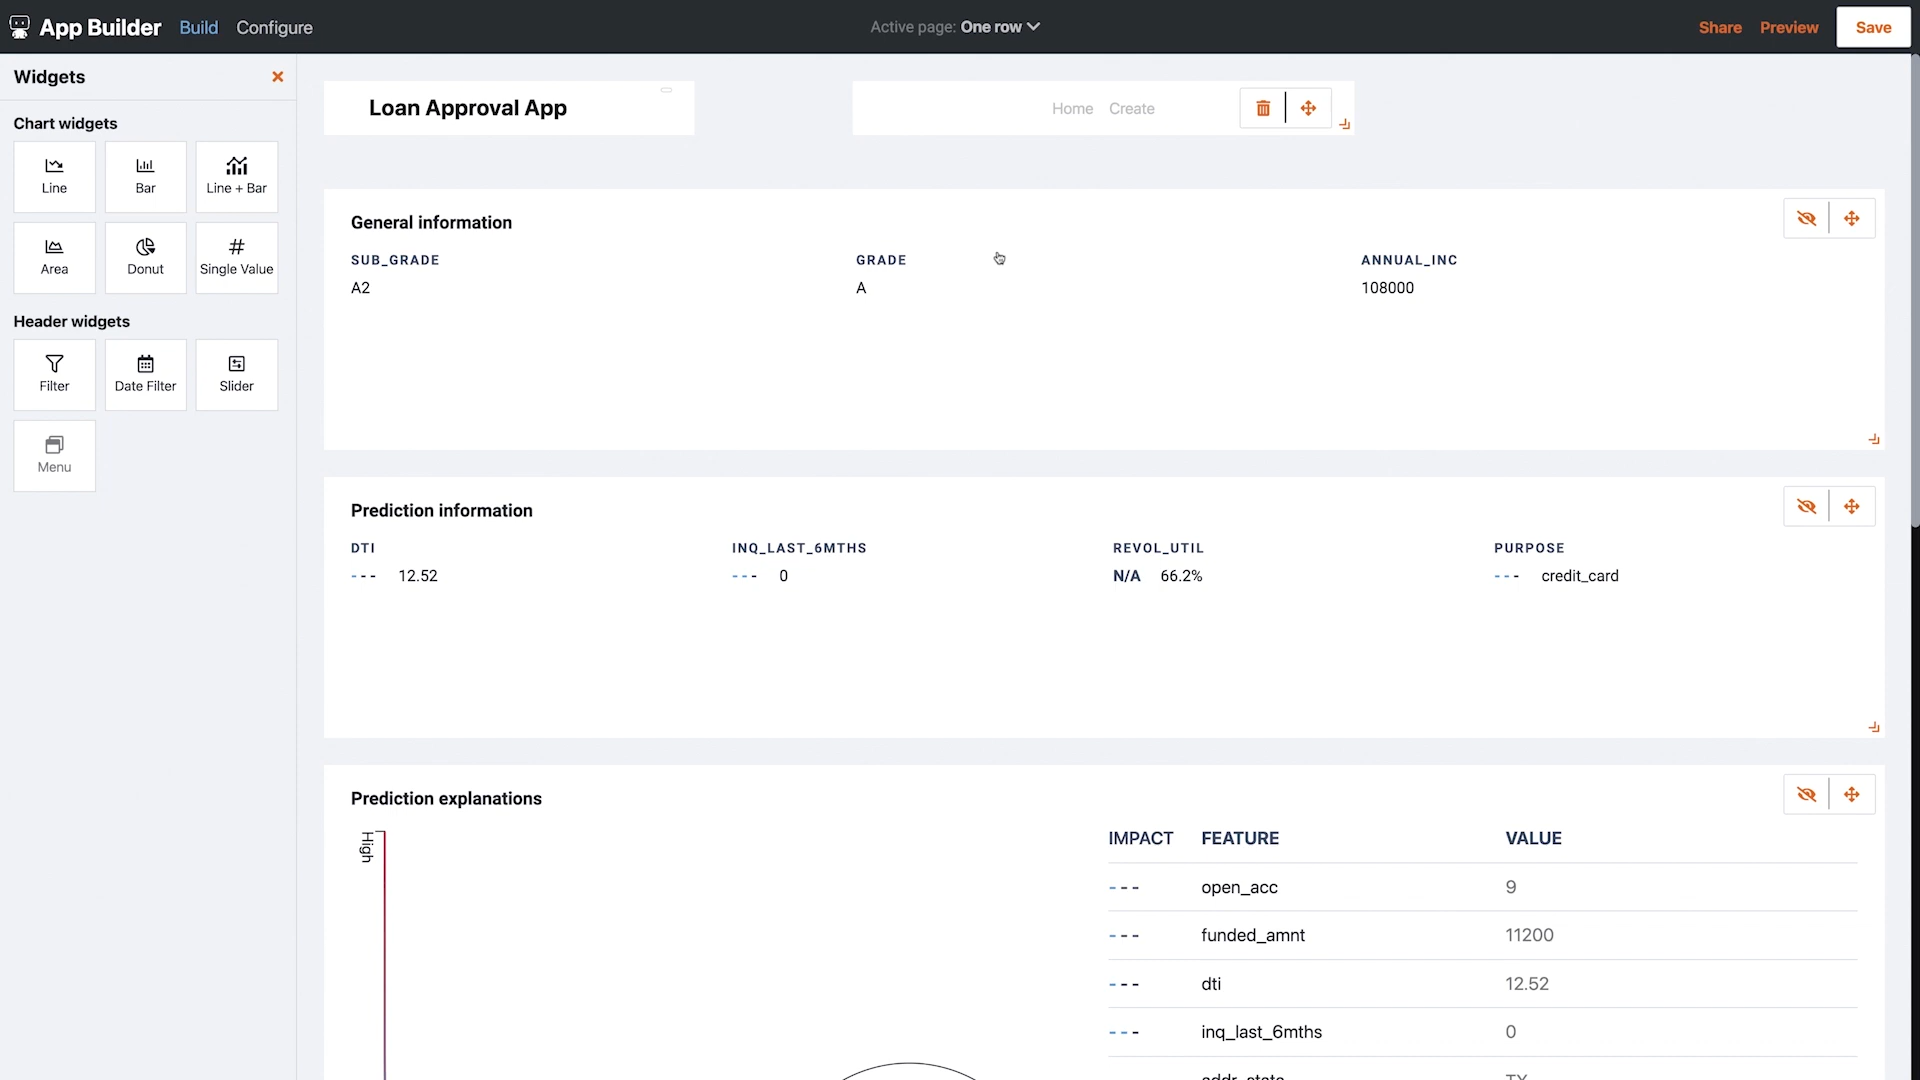 App Builder Build Configure Active page: One row Share Preview Save
Widgets
Chart widgets
Line Bar Line + Bar
Area Donut Single Value
Header widgets
Filter Date Filter Slider
Menu
Loan Approval App
Home Create
General information
SUB_GRADE GRADE ANNUAL_INC
A2 A 108000
Prediction information
DTI INQ_LAST_6MTHS REVOL_UTIL PURPOSE
--- 12.52 --- 0 N/A 66.2% --- credit_card
Prediction explanations
High
IMPACT FEATURE VALUE
--- open_acc 9
--- funded_amnt 11200
--- dti 12.52
--- inq_last_6mths 0
addr_state TX